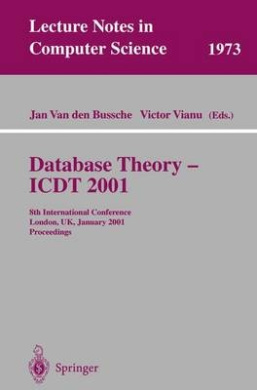 Lecture Notes in
Computer Science 1973
Jan Van den Bussche Victor Vianu (Eds.)
Database Theory –
ICDT 2001
8th International Conference
London, UK, January 2001
Proceedings
Springer